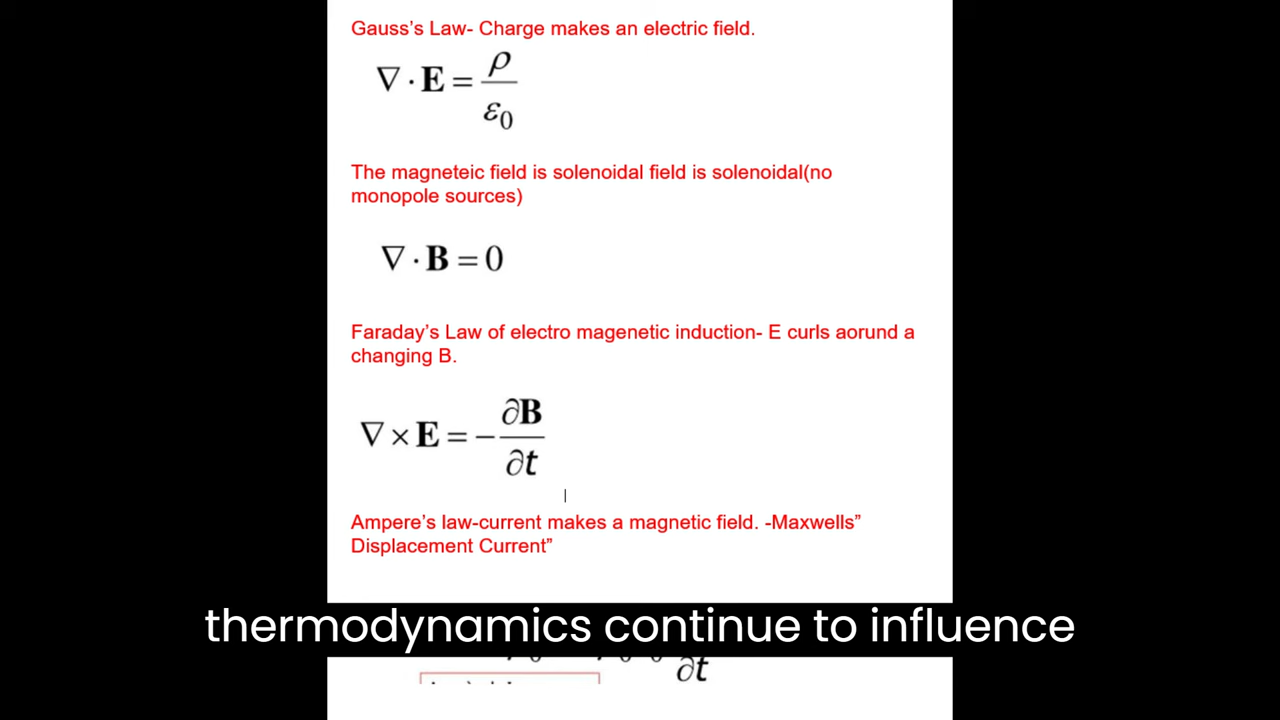 Gauss's Law- Charge makes an electric field.
∇ · E = ρ / ε₀
The magneteic field is solenoidal field is solenoidal(no
monopole sources)
∇ · B = 0
Faraday's Law of electro magenetic induction- E curls aorund a
changing B.
∇ × E = − ∂B / ∂t
Ampere's law-current makes a magnetic field. -Maxwells”
Displacement Current”
thermodynamics continue to influence
∂t